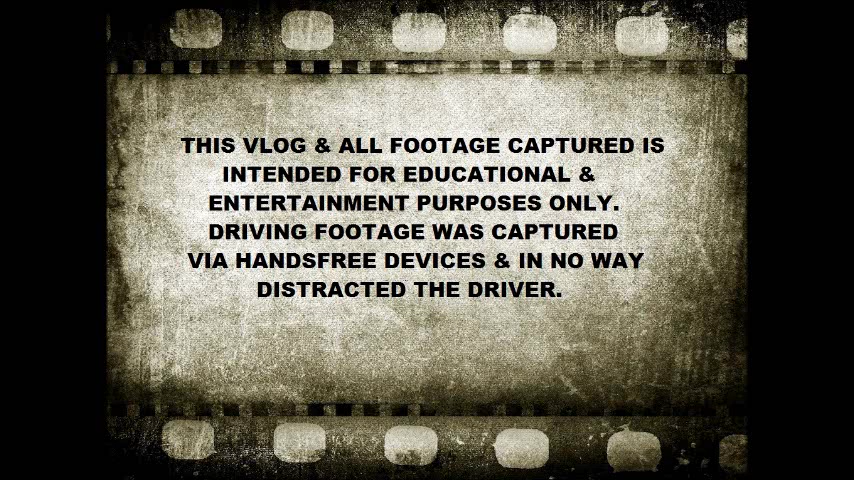 THIS VLOG & ALL FOOTAGE CAPTURED IS
INTENDED FOR EDUCATIONAL &
ENTERTAINMENT PURPOSES ONLY.
DRIVING FOOTAGE WAS CAPTURED
VIA HANDSFREE DEVICES & IN NO WAY
DISTRACTED THE DRIVER.